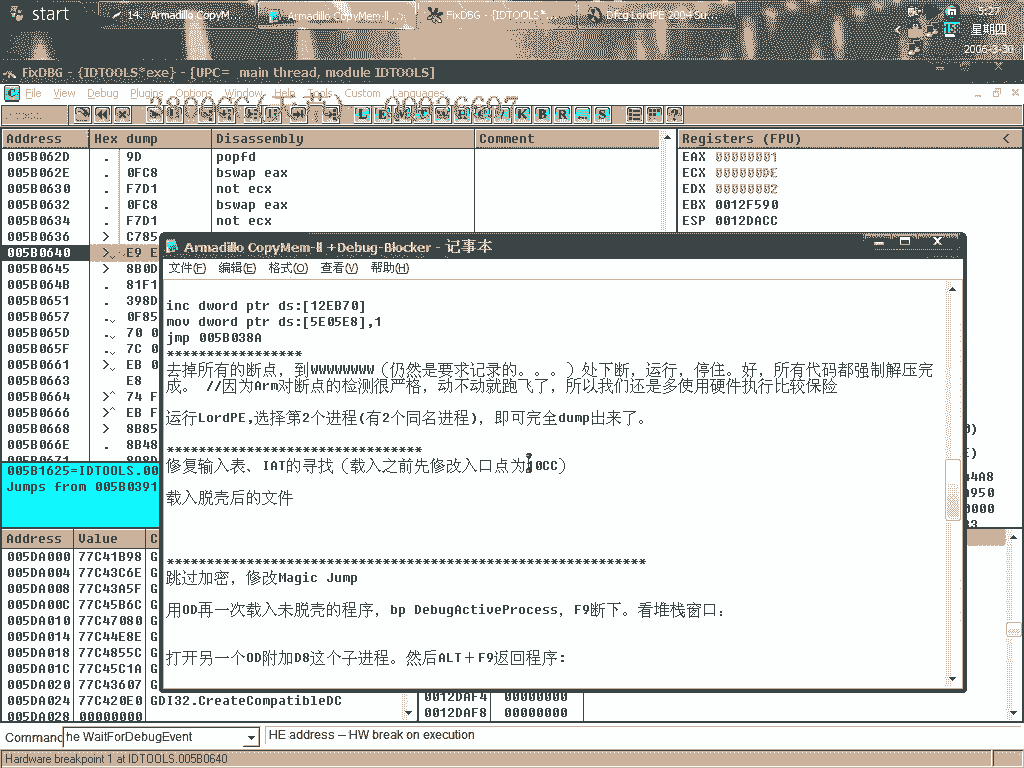 start
14. Armadillo CopyM...
Armadillo CopyMem-II ...
FixDBG - {IDTOOLS*...
DFCG LordPE 2004 Su...
5:27
星期四
2006-3-30
FixDBG - {IDTOOLS*exe} - [UPC= main thread, module IDTOOLS]
File View Debug Plugins Options Window Help Tools Custom Languages
Address Hex dump Disassembly Comment Registers (FPU)
005B062D . 9D popfd EAX 00000001
005B062E . 0FC8 bswap eax ECX 000000DE
005B0630 . F7D1 not ecx EDX 00000002
005B0632 . 0FC8 bswap eax EBX 0012F590
005B0634 . F7D1 not ecx ESP 0012DACC
005B0636 > C785
005B0640 E9 E
005B0645 > 8B0D
005B064B . 81F1
005B0651 . 398D
005B0657 0F85
005B065D 70 0
005B065F 7C 0
005B0661 EB 0
005B0663 E8
005B0664 74 F
005B0666 EB F
005B0668 > 8B85
005B066E . 8B48
005B1625=IDTOOLS.00
Jumps from 005B0391
Armadillo CopyMem-II +Debug-Blocker - 记事本
文件(F) 编辑(E) 格式(O) 查看(V) 帮助(H)
inc dword ptr ds:[12EB70]
mov dword ptr ds:[5E05E8],1
jmp 005B038A
****************
去掉所有的断点，到WWWWWWWW（仍然是要求记录的。。。）处下断，运行，停住。好，所有代码都强制解压完
成。 //因为Arm对断点的检测很严格，动不动就跑飞了，所以我们还是多使用硬件执行比较保险
运行LordPE,选择第2个进程(有2个同名进程)，即可完全dump出来了。
******************************
修复输入表、IAT的寻找（载入之前先修改入口点为 0CC）
载入脱壳后的文件
*********************************************************
跳过加密，修改Magic Jump
用OD再一次载入未脱壳的程序，bp DebugActiveProcess，F9断下。看堆栈窗口：
打开另一个OD附加D8这个子进程。然后ALT＋F9返回程序：
Address Value C
005DA000 77C41B98 G
005DA004 77C43C6E G
005DA008 77C43A5F G
005DA00C 77C45B6C G
005DA010 77C47080 G
005DA014 77C44E8E G
005DA018 77C4855C G
005DA01C 77C45C1A G
005DA020 77C43607 G
005DA024 77C420E0 GDI32.CreateCompatibleDC
005DA028 00000000
0012DAF4 00000000
0012DAF8 00000000
Command he WaitForDebugEvent HE address -- HW break on execution
Hardware breakpoint 1 at IDTOOLS.005B0640